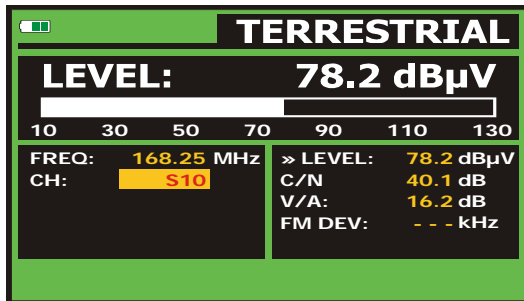 TERRESTRIAL
LEVEL: 78.2 dBµV
10 30 50 70 90 110 130
FREQ: 168.25 MHz
CH: S10
» LEVEL: 78.2 dBµV
C/N 40.1 dB
V/A: 16.2 dB
FM DEV: - - - kHz